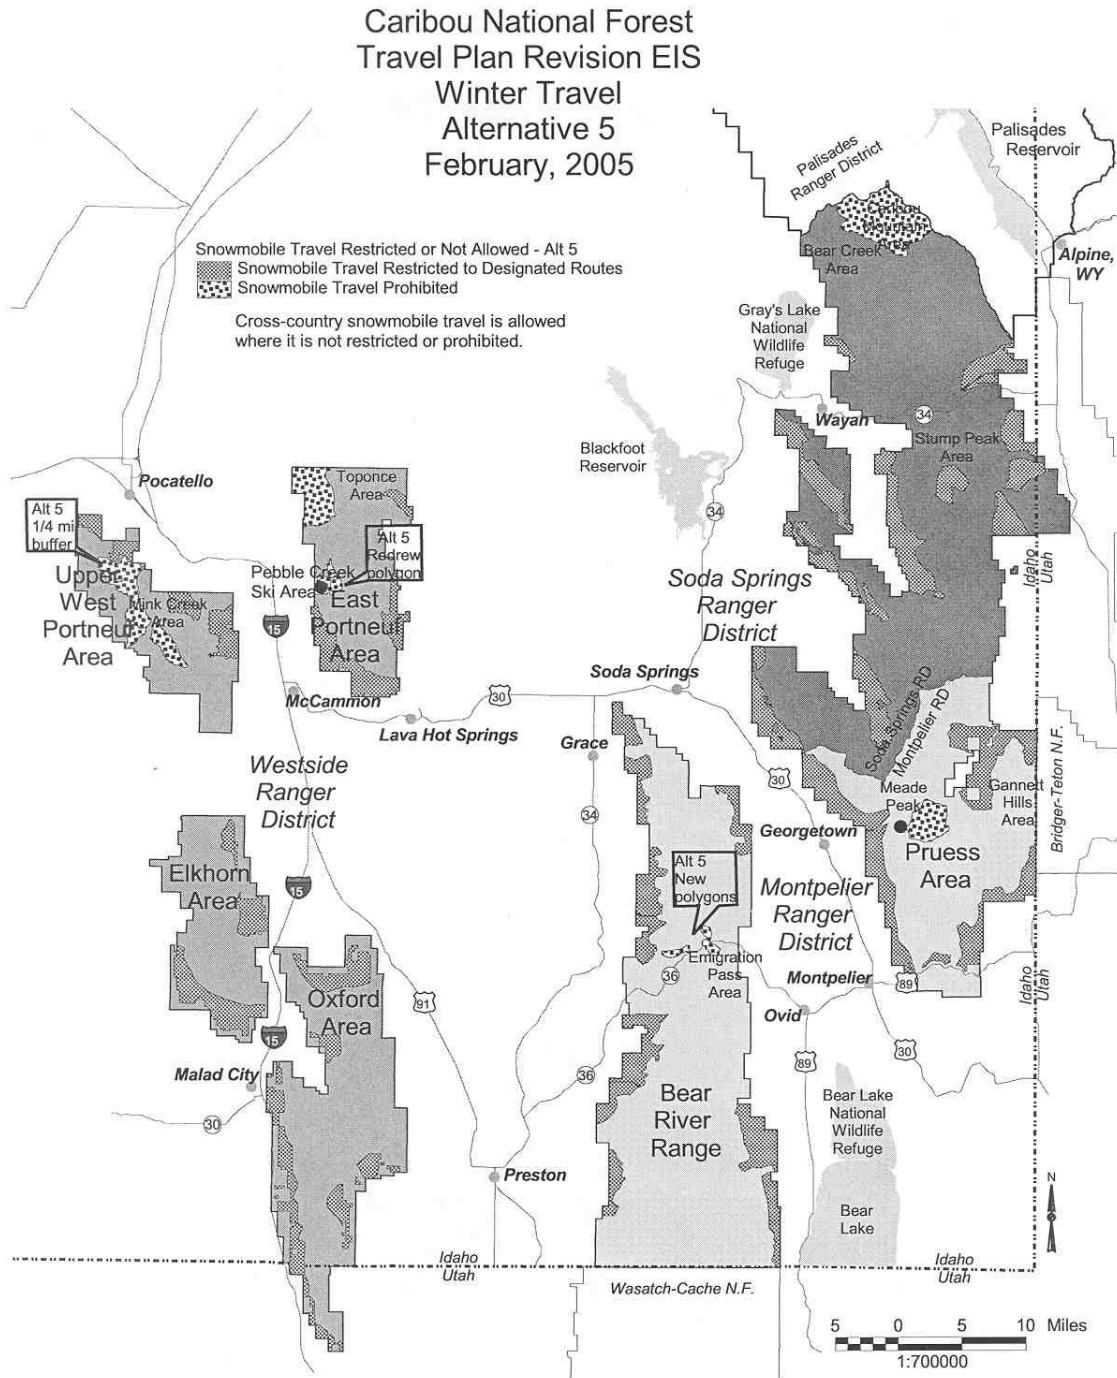 Caribou National Forest
Travel Plan Revision EIS
Winter Travel
Alternative 5
February, 2005
Palisades
Reservoir
Palisades
Ranger District
Caribou
Mountain
Area
Bear Creek
Area
Alpine,
WY
Snowmobile Travel Restricted or Not Allowed - Alt 5
Snowmobile Travel Restricted to Designated Routes
Snowmobile Travel Prohibited
Cross-country snowmobile travel is allowed
where it is not restricted or prohibited.
Gray's Lake
National
Wildlife
Refuge
Wayan
34
Stump Peak
Area
Blackfoot
Reservoir
34
Pocatello
Toponce
Area
Alt 5
1/4 mi
buffer
Alt 5
Redrew
polygon
Pebble Creek
Ski Area
Upper
West
Portneuf
Area
Mink Creek
Area
East
Portneuf
Area
15
Idaho
Utah
Soda Springs
Ranger
District
Soda Springs
McCammon
30
Lava Hot Springs
Grace
Soda Springs RD
Montpelier RD
Westside
Ranger
District
30
Meade
Peak
Gannett
Hills
Area
Bridger-Teton N.F.
34
Georgetown
Pruess
Area
Elkhorn
Area
15
Alt 5
New
polygons
Montpelier
Ranger
District
Emigration
Pass
Area
36
Montpelier
89
Idaho
Utah
Oxford
Area
91
Ovid
15
30
89
Malad City
36
30
Bear
River
Range
Bear Lake
National
Wildlife
Refuge
Preston
Bear
Lake
N
Idaho
Utah
Idaho
Utah
Wasatch-Cache N.F.
5 0 5 10 Miles
1:700000